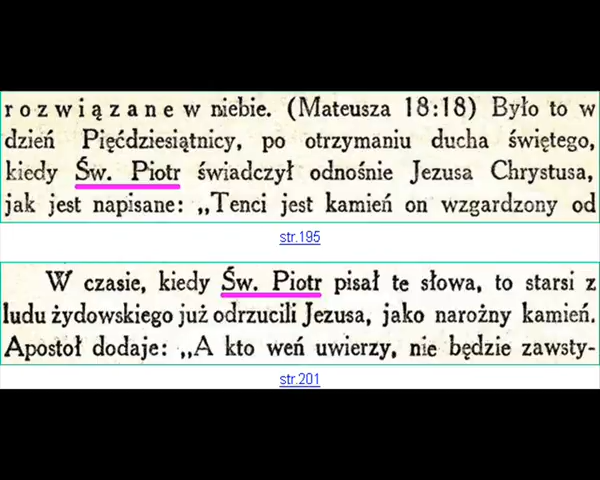 rozwiązane w niebie. (Mateusza 18:18) Było to w
dzień Pięćdziesiątnicy, po otrzymaniu ducha świętego,
kiedy Św. Piotr świadczył odnośnie Jezusa Chrystusa,
jak jest napisane: „Tenci jest kamień on wzgardzony od
str.195
W czasie, kiedy Św. Piotr pisał te słowa, to starsi z
ludu żydowskiego już odrzucili Jezusa, jako narożny kamień.
Apostoł dodaje: „A kto weń uwierzy, nie będzie zawsty-
str.201